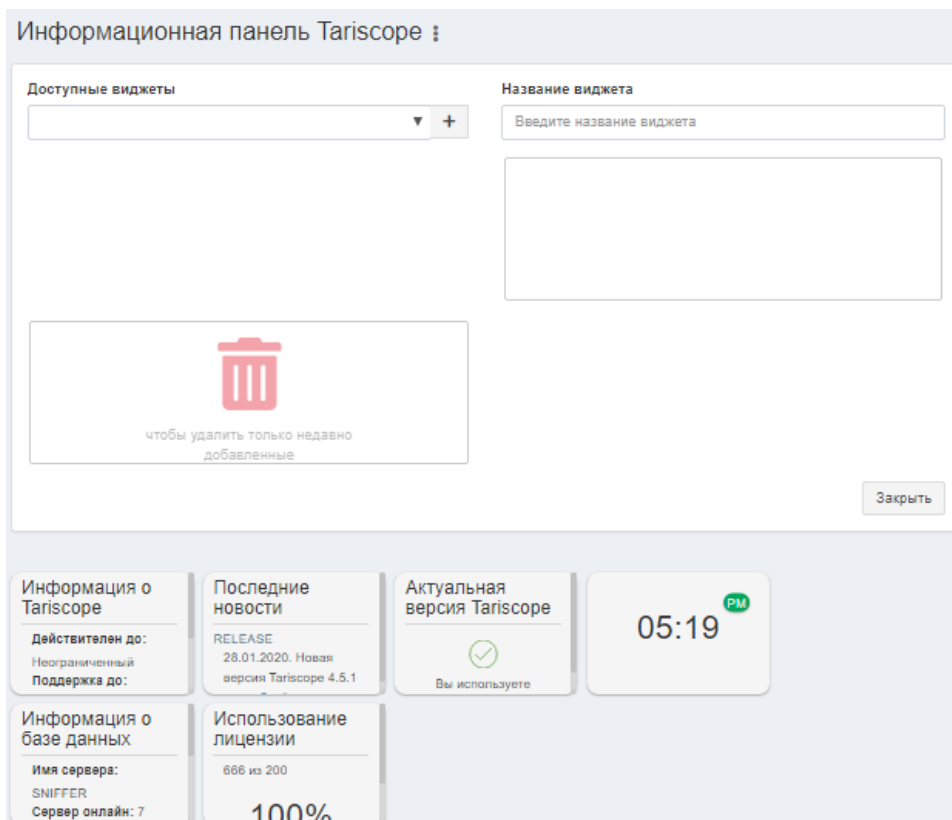 Информационная панель Tariscope
Доступные виджеты
Название виджета
Введите название виджета
чтобы удалить только недавно
добавленные
Закрыть
Информация о
Tariscope
Действителен до:
Неограниченный
Поддержка до:
Последние
новости
RELEASE
28.01.2020. Новая
версия Tariscope 4.5.1
Актуальная
версия Tariscope
Вы используете
05:19
PM
Информация о
базе данных
Имя сервера:
SNIFFER
Сервер онлайн: 7
Использование
лицензии
666 из 200
100%